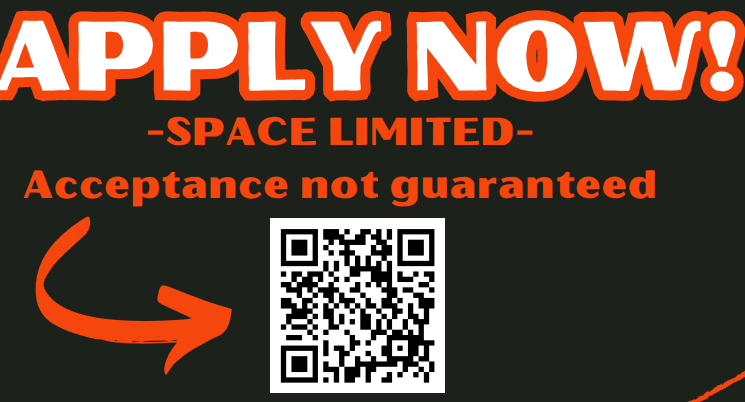 APPLY NOW!
-SPACE LIMITED-
Acceptance not guaranteed